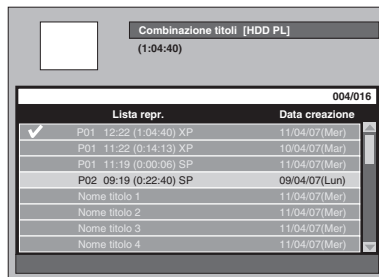 Combinazione titoli [HDD PL]
(1:04:40)
004/016
Lista repr. Data creazione
P01 12:22 (1:04:40) XP 11/04/07(Mer)
P01 11:22 (0:14:13) XP 10/04/07(Mar)
P01 11:19 (0:00:06) SP 11/04/07(Mer)
P02 09:19 (0:22:40) SP 09/04/07(Lun)
Nome titolo 1 11/04/07(Mer)
Nome titolo 2 11/04/07(Mer)
Nome titolo 3 11/04/07(Mer)
Nome titolo 4 11/04/07(Mer)